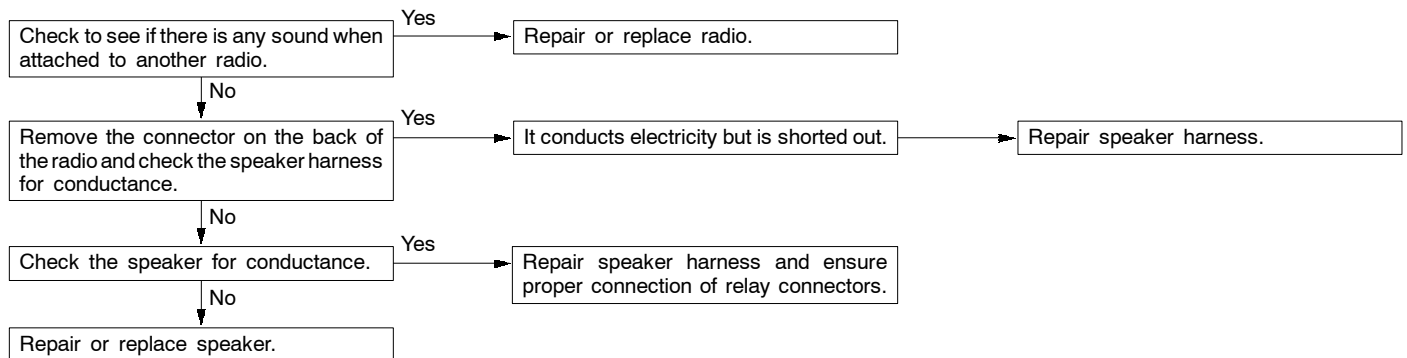 Check to see if there is any sound when
attached to another radio.
Yes
Repair or replace radio.
No
Remove the connector on the back of
the radio and check the speaker harness
for conductance.
Yes
It conducts electricity but is shorted out.
Repair speaker harness.
No
Check the speaker for conductance.
Yes
Repair speaker harness and ensure
proper connection of relay connectors.
No
Repair or replace speaker.